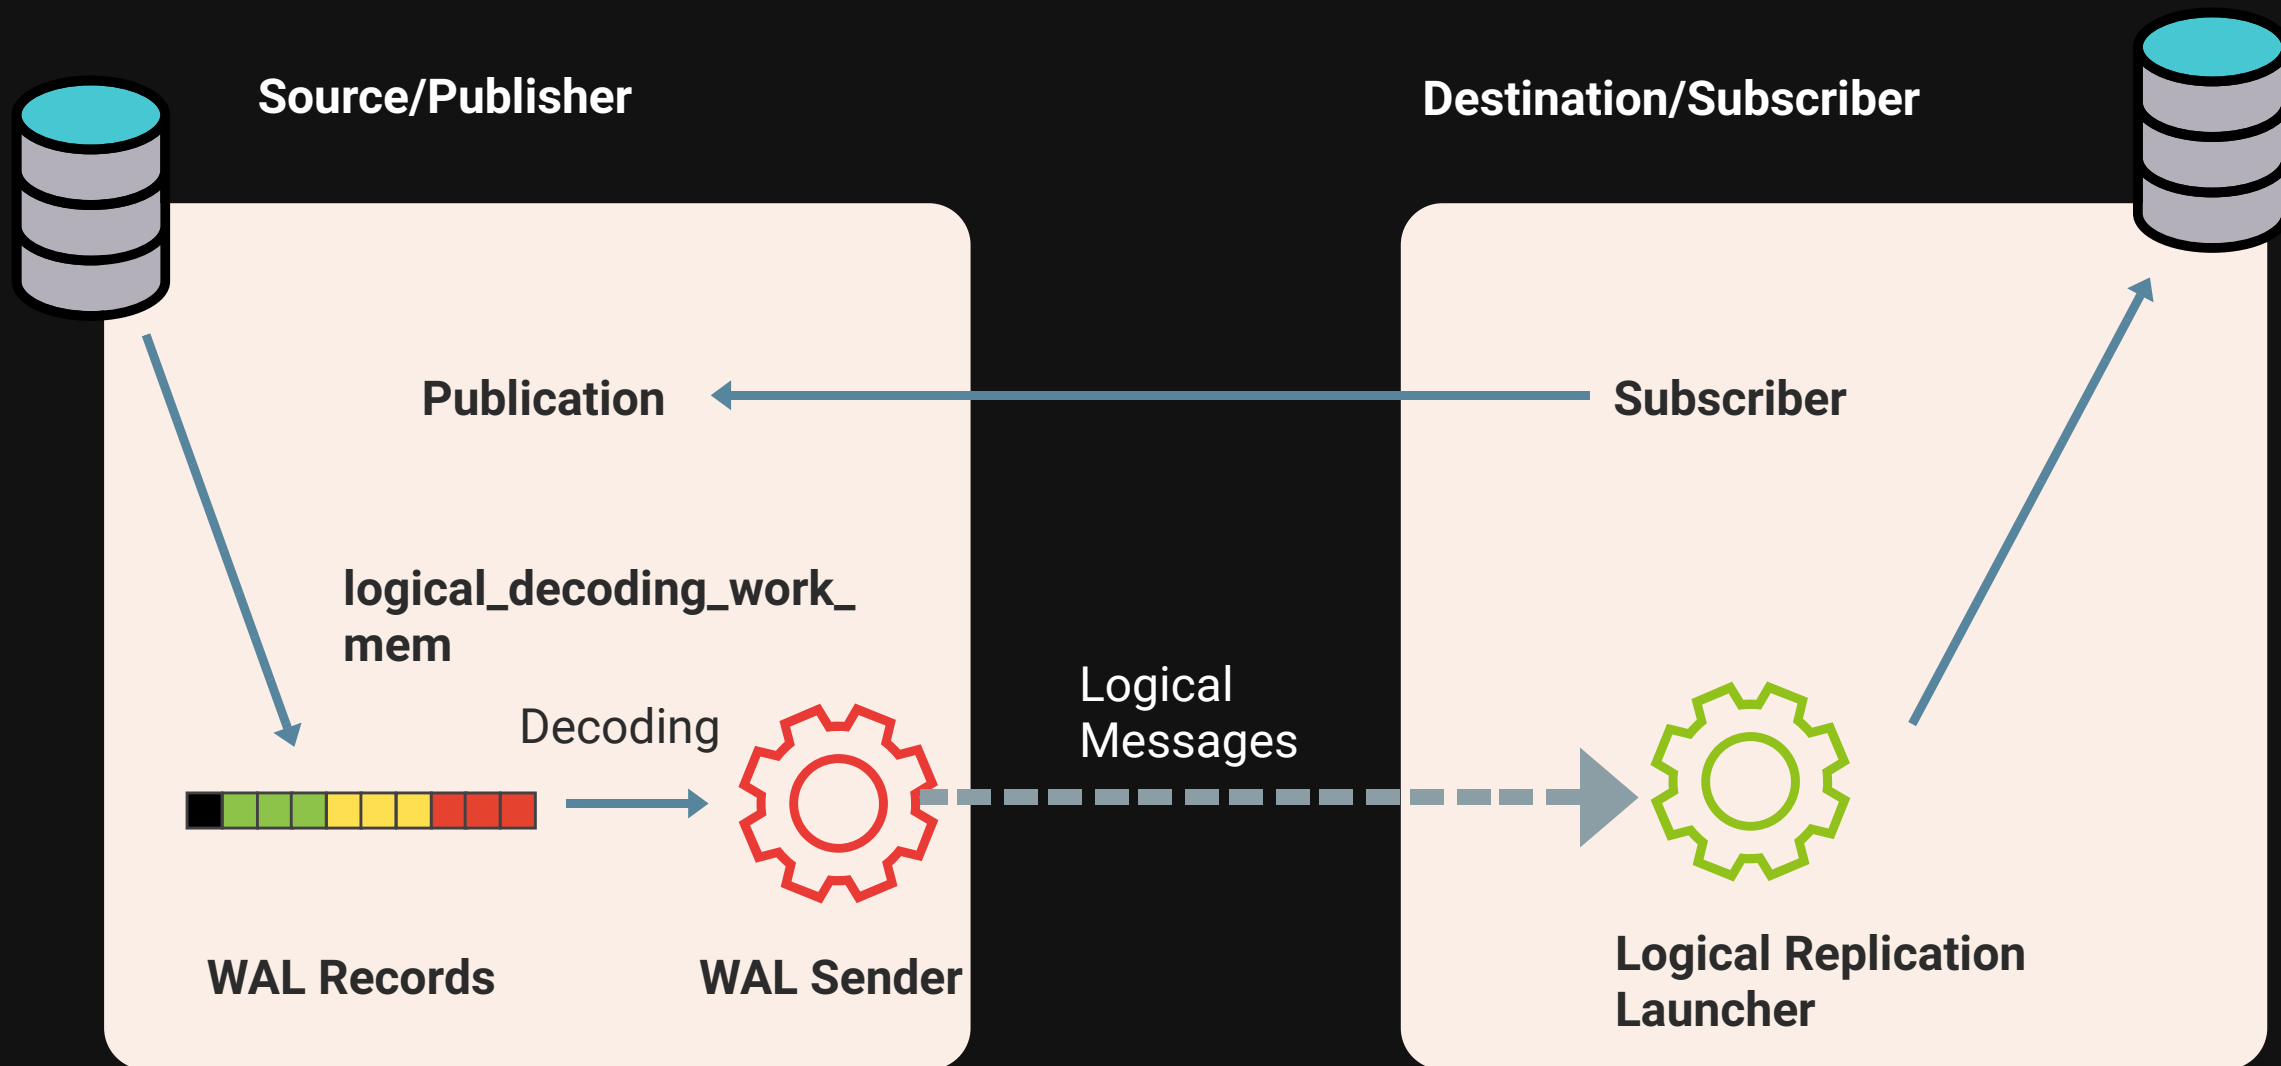 Source/Publisher
Destination/Subscriber
Publication
Subscriber
logical_decoding_work_
mem
Decoding
Logical
Messages
WAL Records
WAL Sender
Logical Replication
Launcher